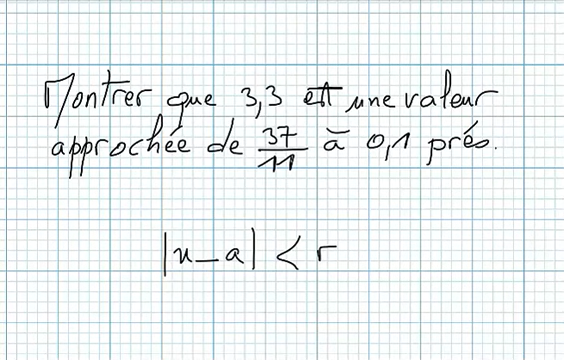 Montrer que 3,3 est une valeur
approchée de 37/11 à 0,1 près.
|x - a| < r